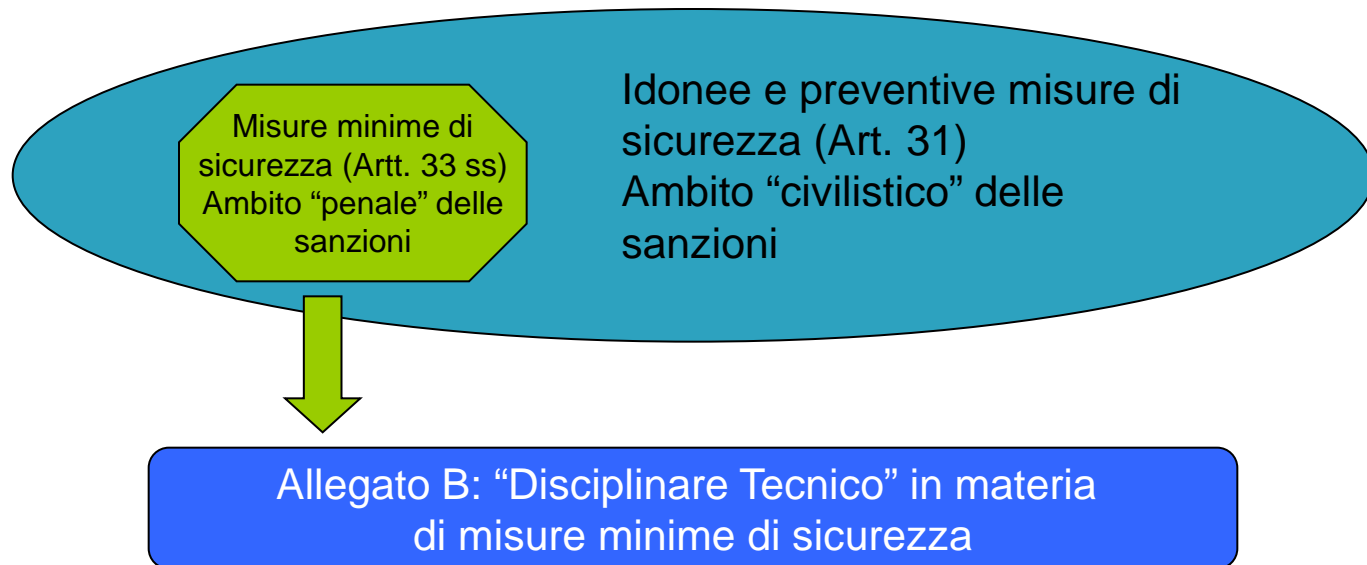 Misure minime di
sicurezza (Artt. 33 ss)
Ambito “penale” delle
sanzioni
Idonee e preventive misure di
sicurezza (Art. 31)
Ambito “civilistico” delle
sanzioni
Allegato B: “Disciplinare Tecnico” in materia
di misure minime di sicurezza